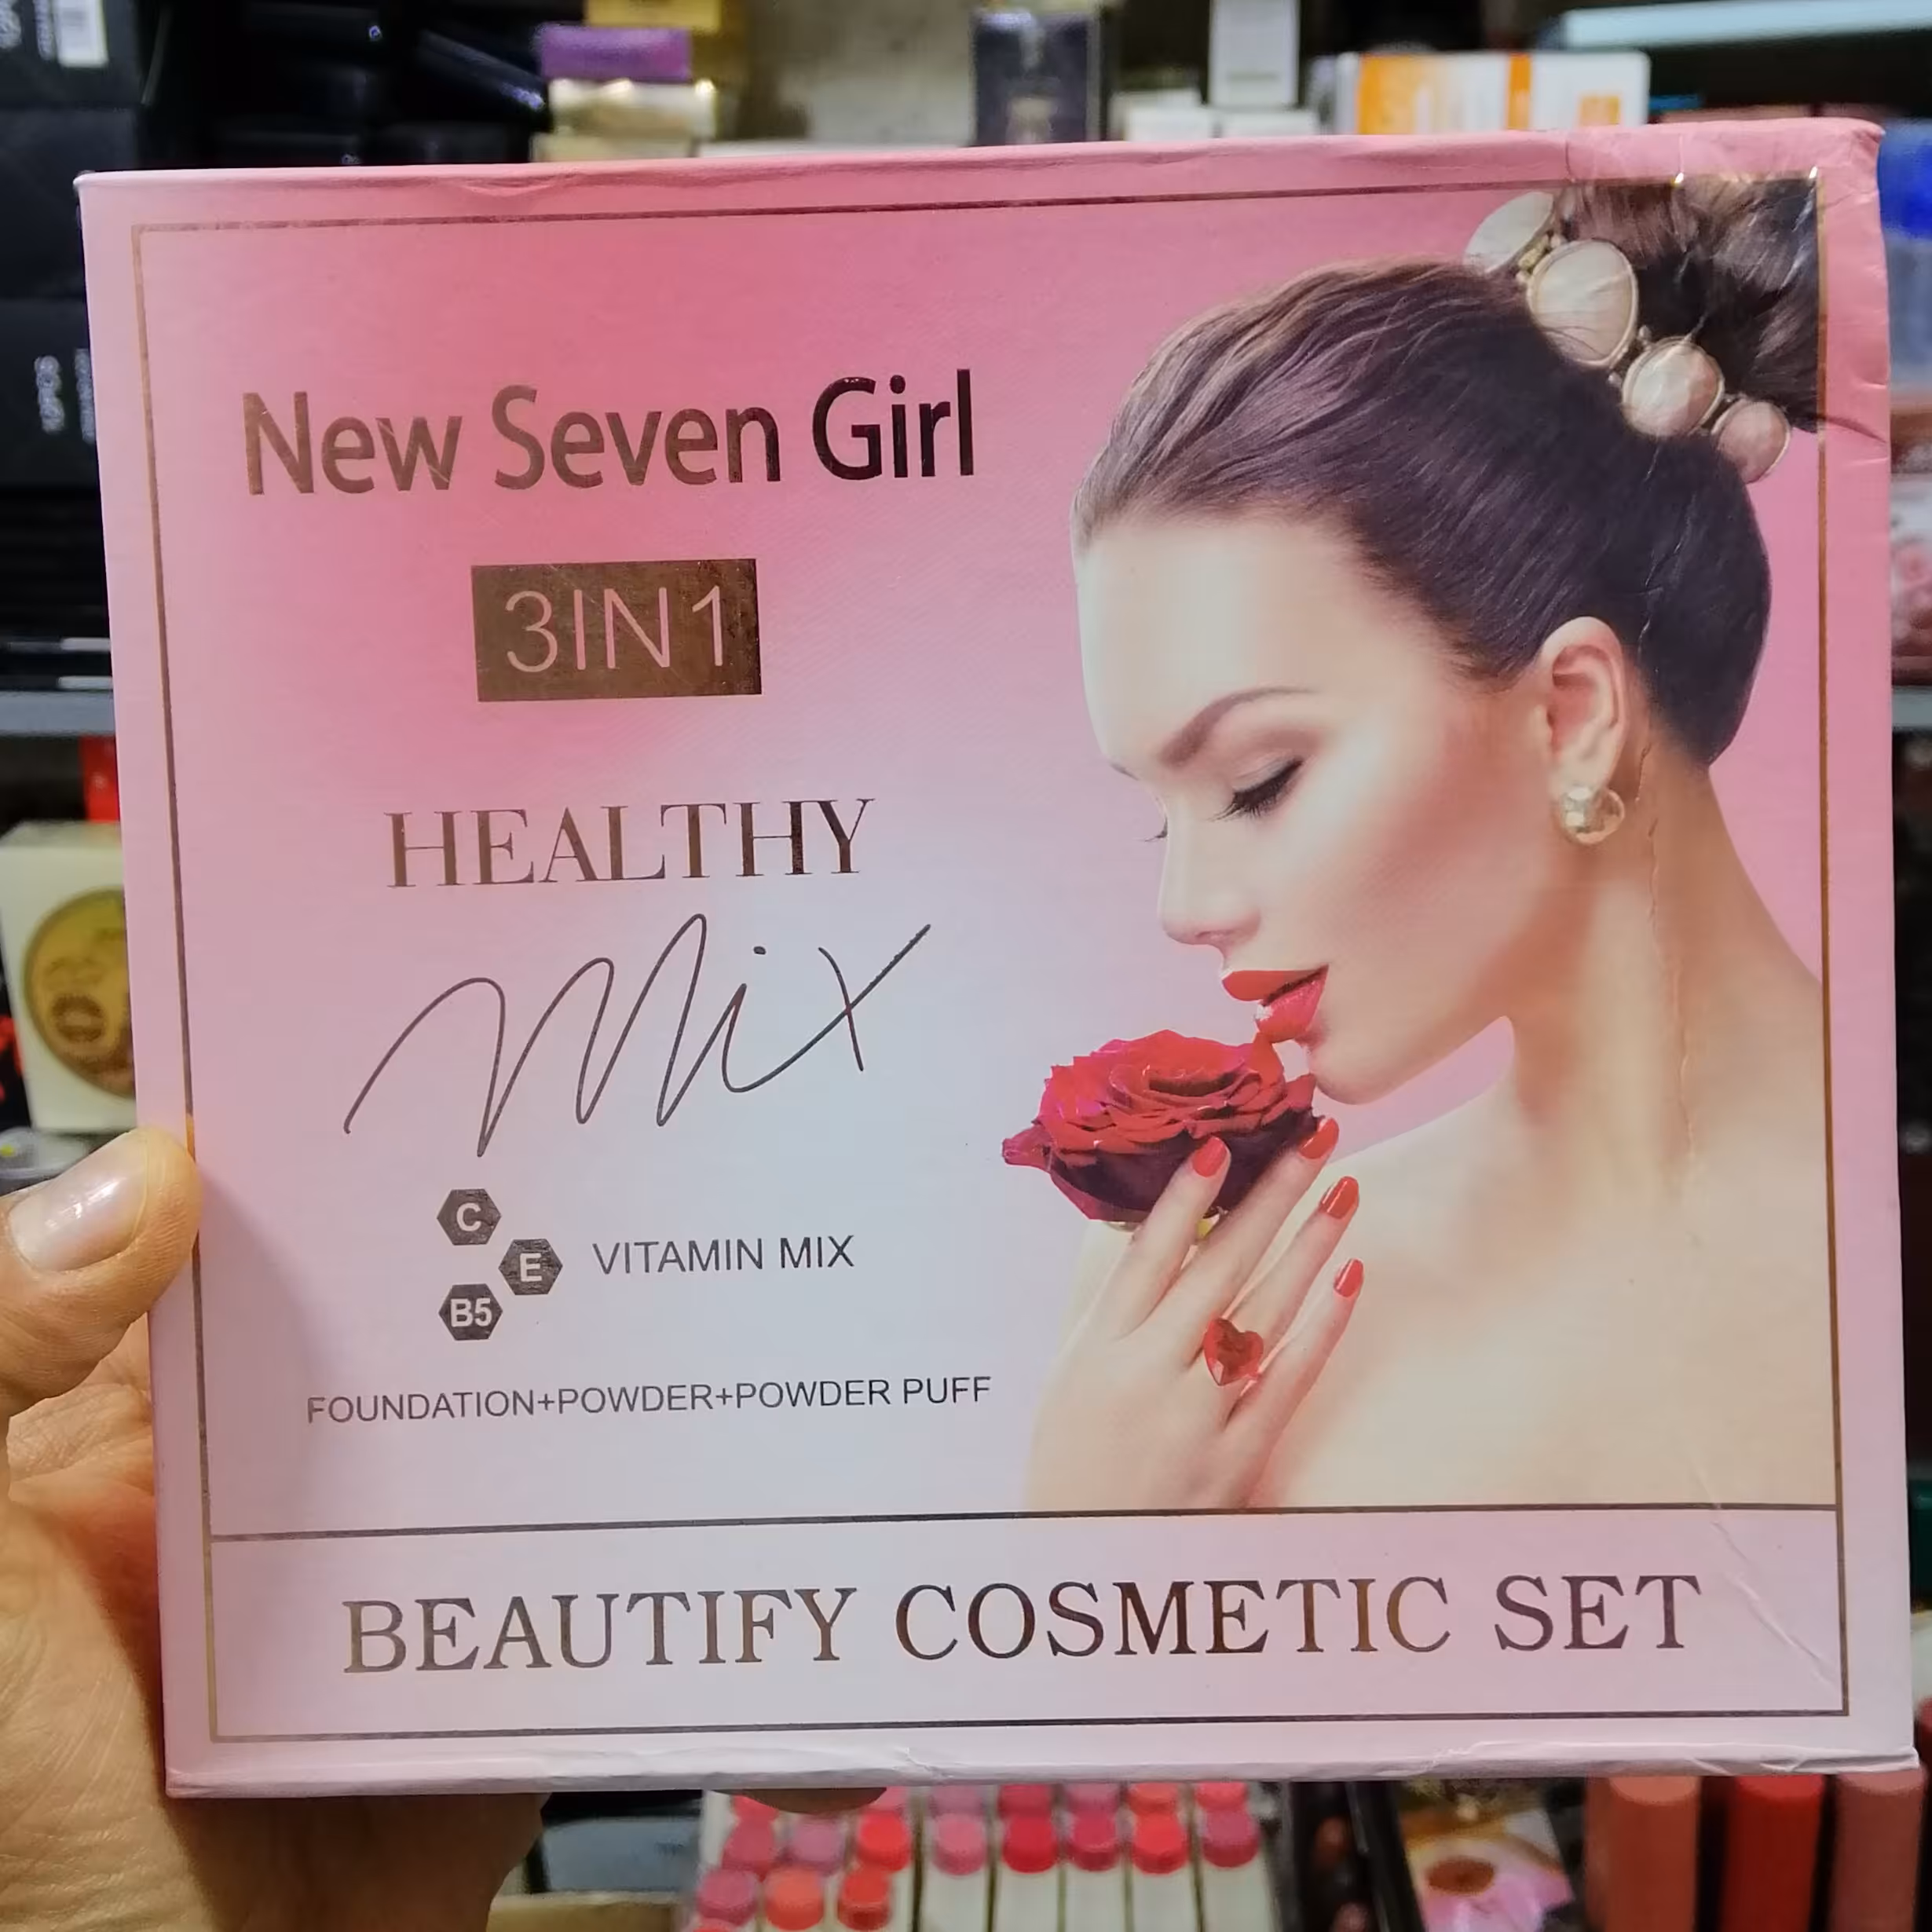 New Seven Girl
3IN1
HEALTHY
Mix
C
E
VITAMIN MIX
B5
FOUNDATION+POWDER+POWDER PUFF
BEAUTIFY COSMETIC SET